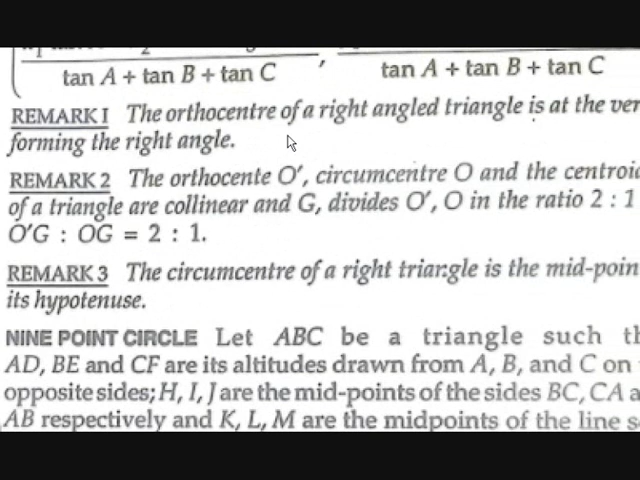 tan A + tan B + tan C , tan A + tan B + tan C
REMARK 1 The orthocentre of a right angled triangle is at the ver
forming the right angle.
REMARK 2 The orthocente O′, circumcentre O and the centroid
of a triangle are collinear and G, divides O′, O in the ratio 2 : 1
O′G : OG = 2 : 1.
REMARK 3 The circumcentre of a right triangle is the mid-poin
its hypotenuse.
NINE POINT CIRCLE Let ABC be a triangle such th
AD, BE and CF are its altitudes drawn from A, B, and C on
opposite sides; H, I, J are the mid-points of the sides BC, CA a
AB respectively and K, L, M are the midpoints of the line s